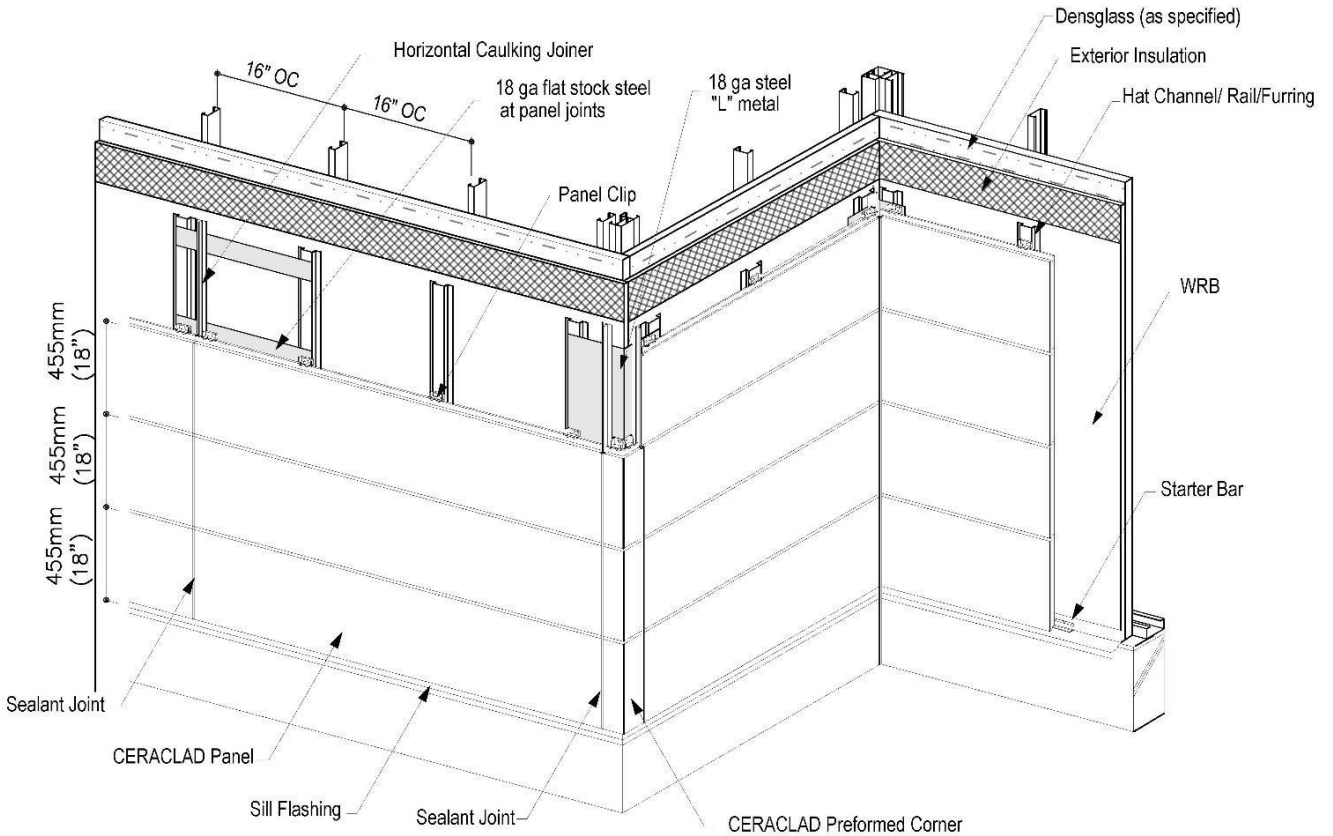 Densglass (as specified)
Horizontal Caulking Joiner
Exterior Insulation
16" OC
18 ga flat stock steel
at panel joints
18 ga steel
"L" metal
Hat Channel/ Rail/Furring
16" OC
Panel Clip
WRB
455mm
(18")
455mm
(18")
Starter Bar
455mm
(18")
Sealant Joint
CERACLAD Panel
Sill Flashing
Sealant Joint
CERACLAD Preformed Corner